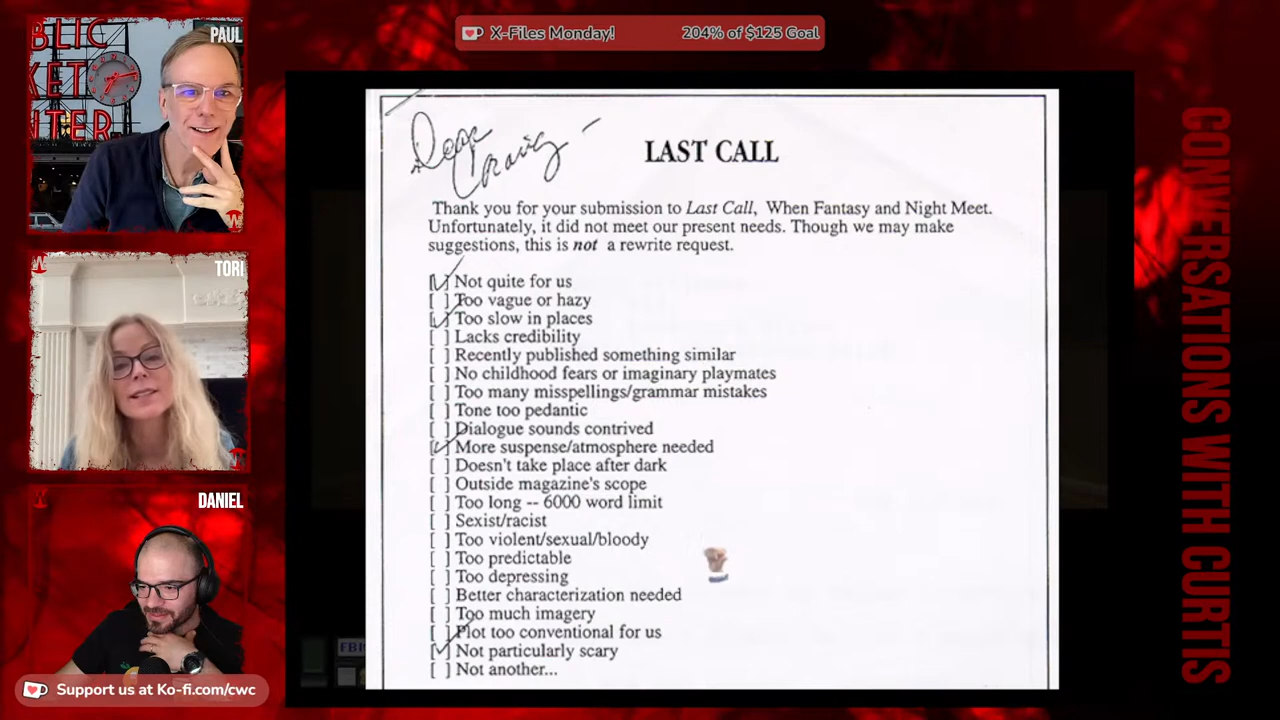 BLIC
KET
NTER
PAUL
X-Files Monday! 204% of $125 Goal
TORI
DANIEL
Support us at Ko-fi.com/cwc
Dear
Craig -
LAST CALL
Thank you for your submission to Last Call, When Fantasy and Night Meet.
Unfortunately, it did not meet our present needs. Though we may make
suggestions, this is not a rewrite request.
[✓] Not quite for us
[ ] Too vague or hazy
[✓] Too slow in places
[ ] Lacks credibility
[ ] Recently published something similar
[ ] No childhood fears or imaginary playmates
[ ] Too many misspellings/grammar mistakes
[ ] Tone too pedantic
[ ] Dialogue sounds contrived
[✓] More suspense/atmosphere needed
[ ] Doesn't take place after dark
[ ] Outside magazine's scope
[ ] Too long -- 6000 word limit
[ ] Sexist/racist
[ ] Too violent/sexual/bloody
[ ] Too predictable
[ ] Too depressing
[ ] Better characterization needed
[ ] Too much imagery
[ ] Plot too conventional for us
[✓] Not particularly scary
[ ] Not another...
FBI
CONVERSATIONS WITH CURTIS